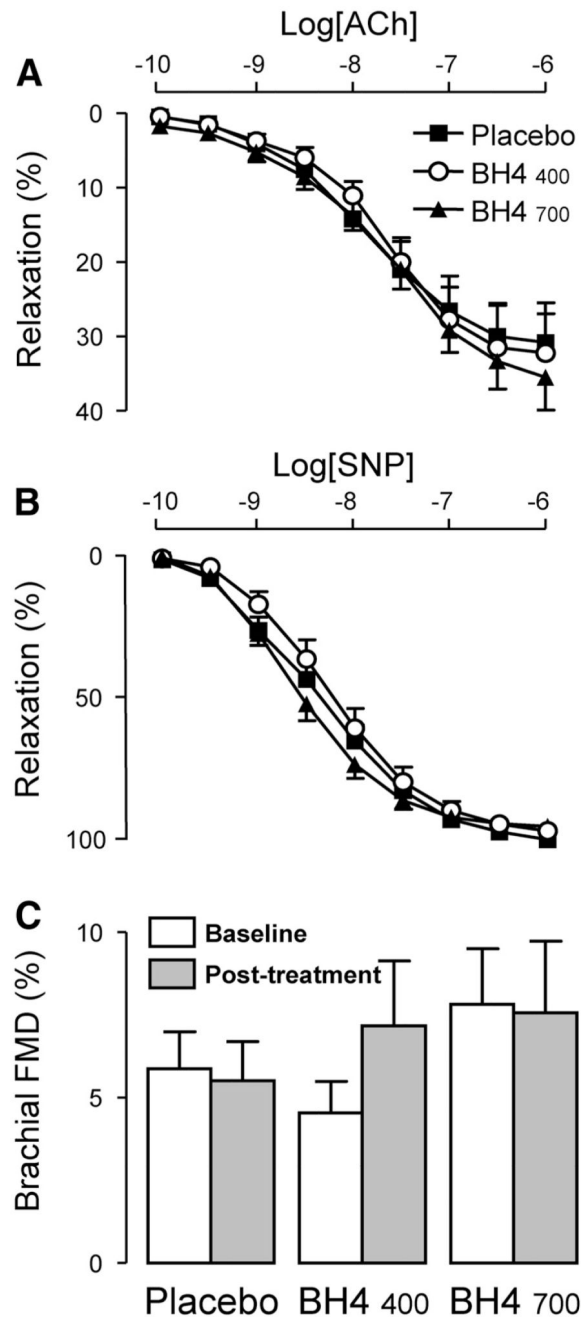 Log[ACh]
A
-10 -9 -8 -7 -6
0
10
20
30
40
Relaxation (%)
Placebo
BH4 400
BH4 700
Log[SNP]
B
-10 -9 -8 -7 -6
0
50
100
Relaxation (%)
C
10
5
0
Brachial FMD (%)
Baseline
Post-treatment
Placebo BH4 400 BH4 700